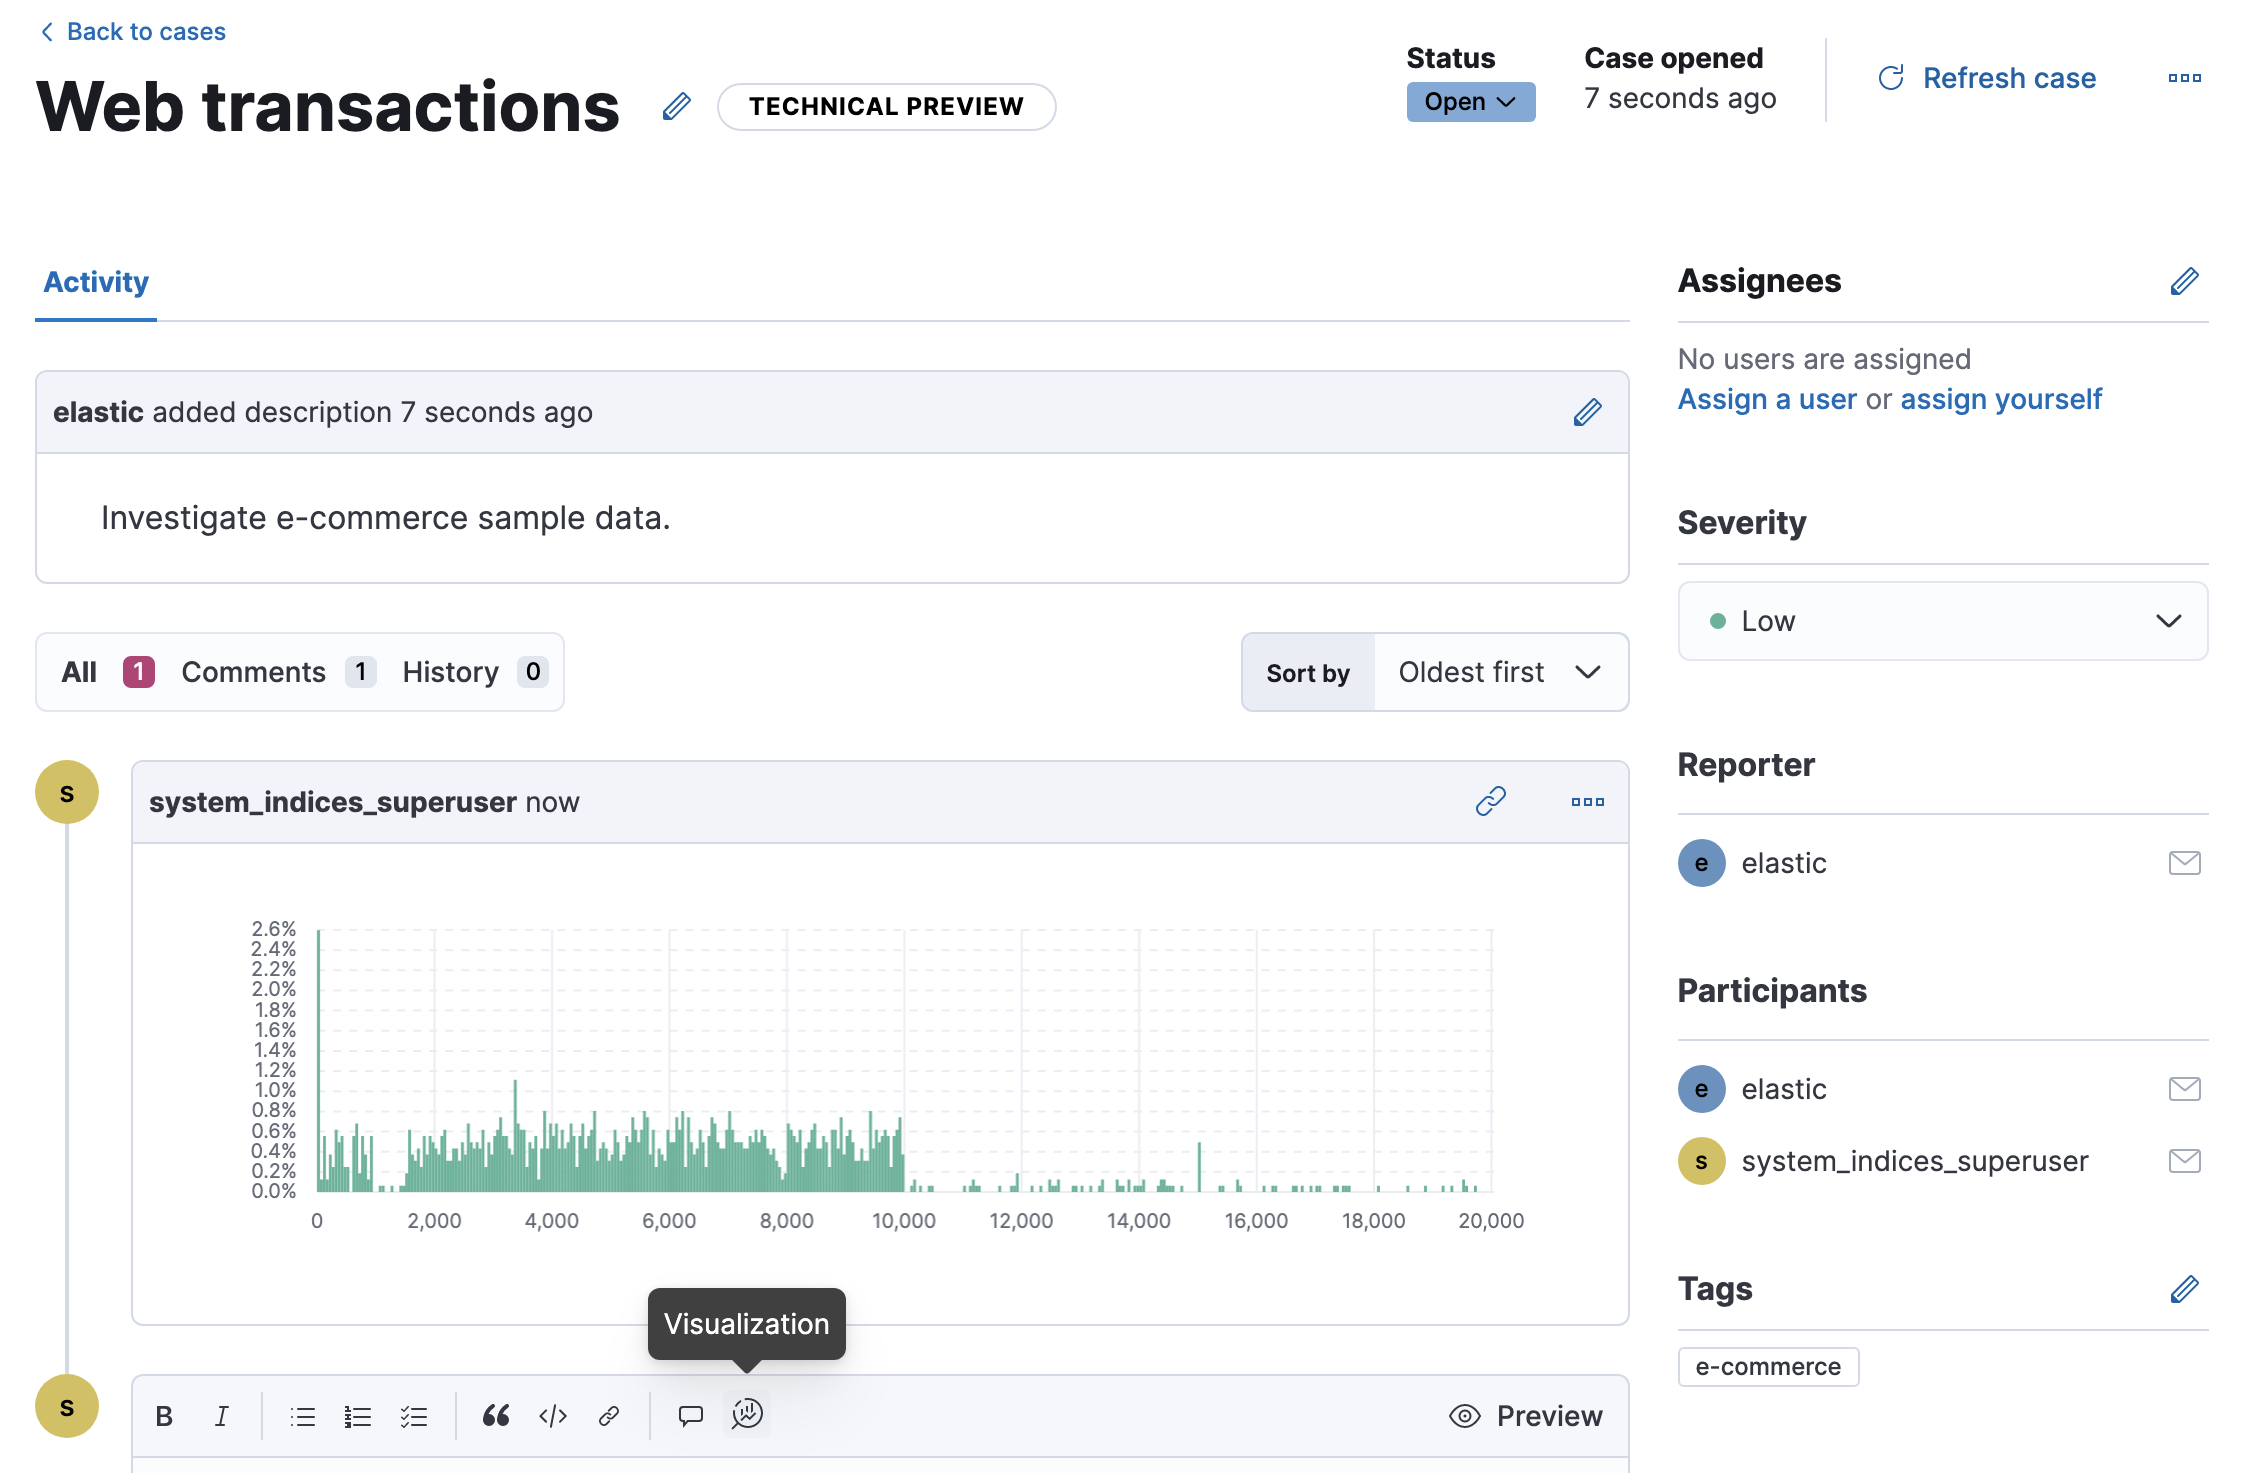 Back to cases
Web transactions
TECHNICAL PREVIEW
Status
Open
Case opened
7 seconds ago
Refresh case
Activity
elastic added description 7 seconds ago
Investigate e-commerce sample data.
All 1 Comments 1 History 0
Sort by Oldest first
s
system_indices_superuser now
2.6%
2.4%
2.2%
2.0%
1.8%
1.6%
1.4%
1.2%
1.0%
0.8%
0.6%
0.4%
0.2%
0.0%
0 2,000 4,000 6,000 8,000 10,000 12,000 14,000 16,000 18,000 20,000
Visualization
s
B I
Preview
Assignees
No users are assigned
Assign a user or assign yourself
Severity
Low
Reporter
e elastic
Participants
e elastic
s system_indices_superuser
Tags
e-commerce